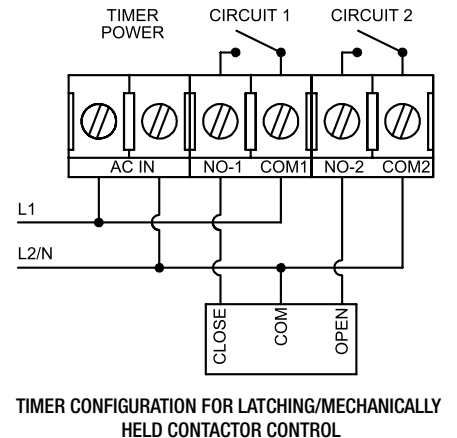 TIMER POWER
CIRCUIT 1
CIRCUIT 2
AC IN
NO-1
COM1
NO-2
COM2
L1
L2/N
CLOSE
COM
OPEN
TIMER CONFIGURATION FOR LATCHING/MECHANICALLY
HELD CONTACTOR CONTROL